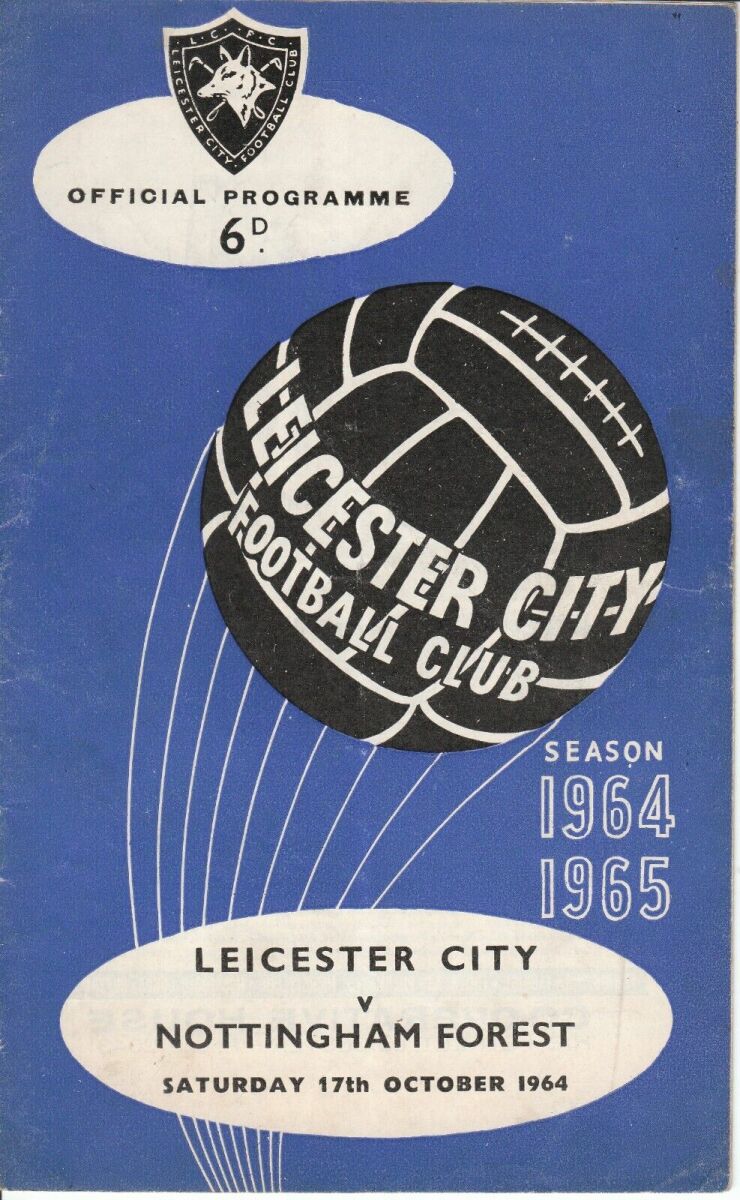 L·C·F·C
LEICESTER CITY FOOTBALL CLUB
OFFICIAL PROGRAMME
6D.
LEICESTER CITY
FOOTBALL CLUB
SEASON
1964
1965
LEICESTER CITY
v
NOTTINGHAM FOREST
SATURDAY 17th OCTOBER 1964